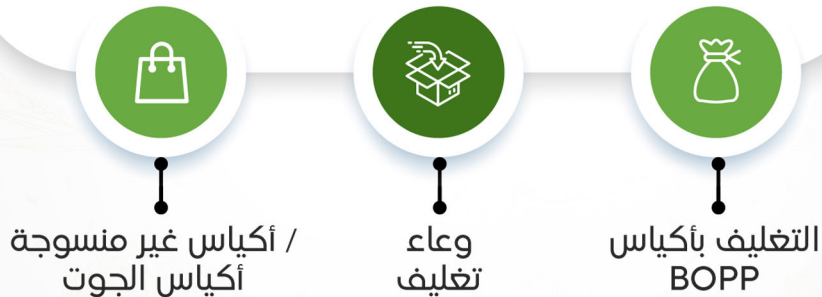 التغليف بأكياس
BOPP
وعاء
تغليف
أكياس غير منسوجة /
أكياس الجوت